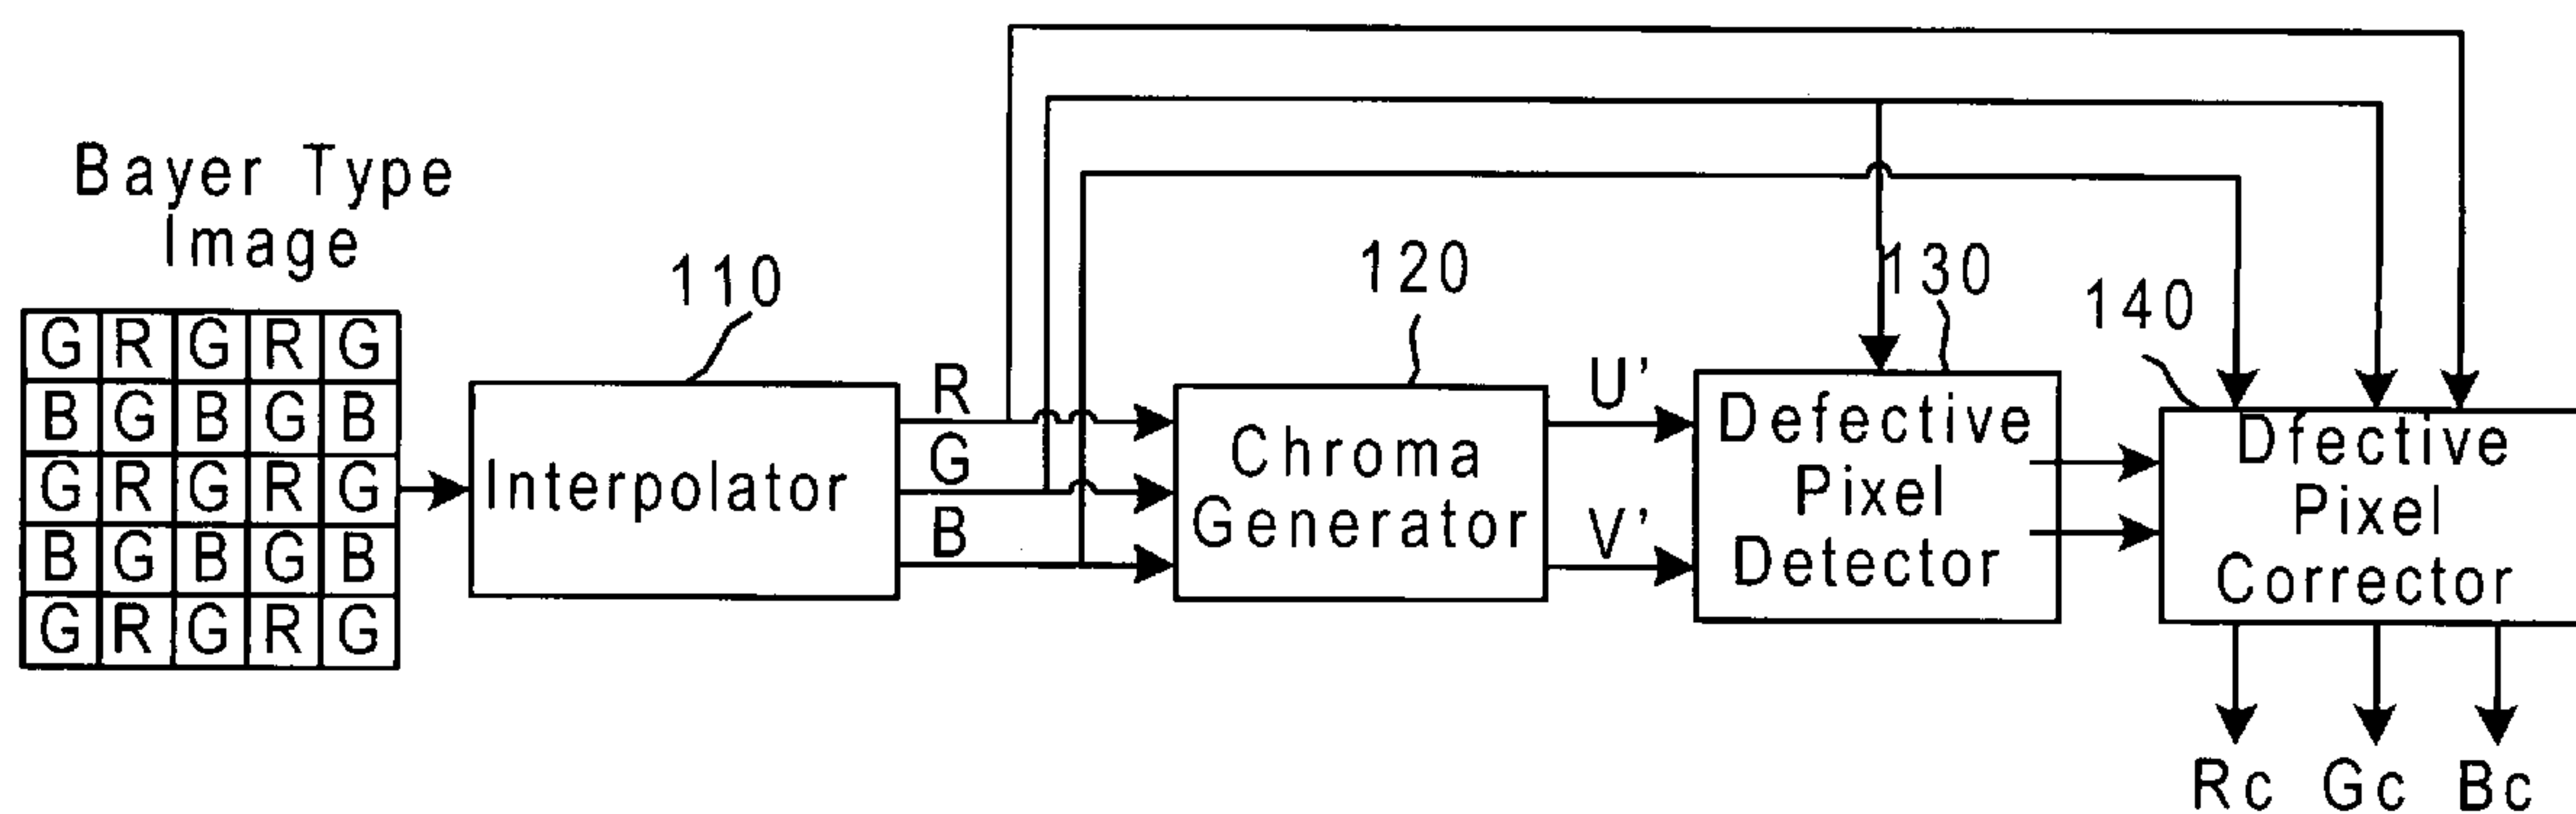 Bayer Type
Image
110
120
130
140
G R G R G
B G B G B
G R G R G
B G B G B
G R G R G
Interpolator
R
G
B
Chroma
Generator
U'
V'
Defective
Pixel
Detector
Dfective
Pixel
Corrector
Rc Gc Bc